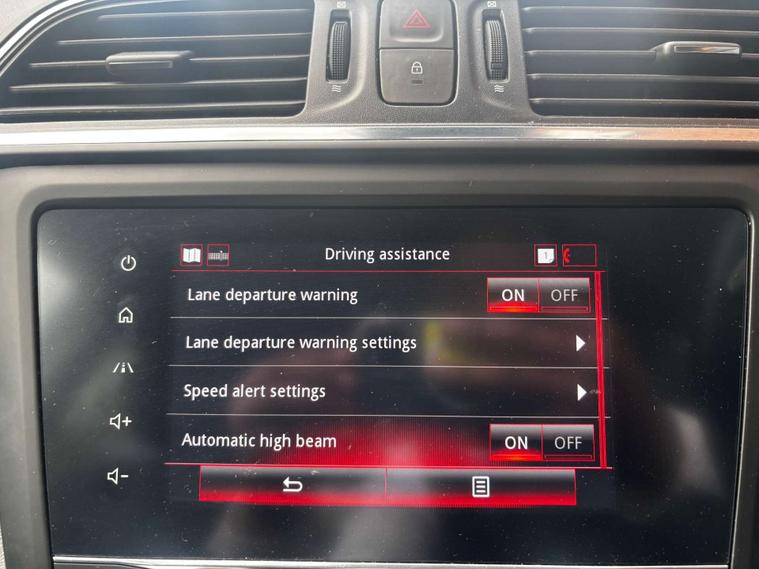 Driving assistance
Lane departure warning ON OFF
Lane departure warning settings
Speed alert settings
Automatic high beam ON OFF